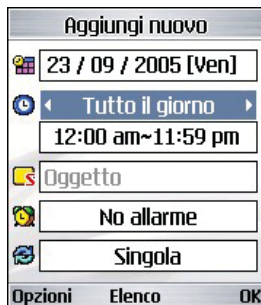 Aggiungi nuovo
23 / 09 / 2005 [Ven]
Tutto il giorno
12:00 am~11:59 pm
Oggetto
No allarme
Singola
Opzioni Elenco OK